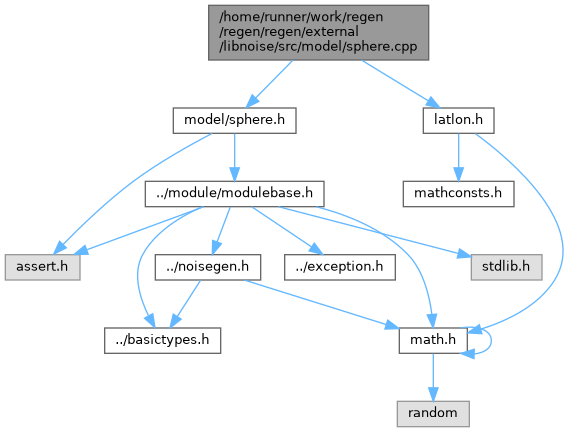 /home/runner/work/regen
/regen/regen/external
/libnoise/src/model/sphere.cpp
model/sphere.h
latlon.h
../module/modulebase.h
mathconsts.h
assert.h
../noisegen.h
../exception.h
stdlib.h
../basictypes.h
math.h
random